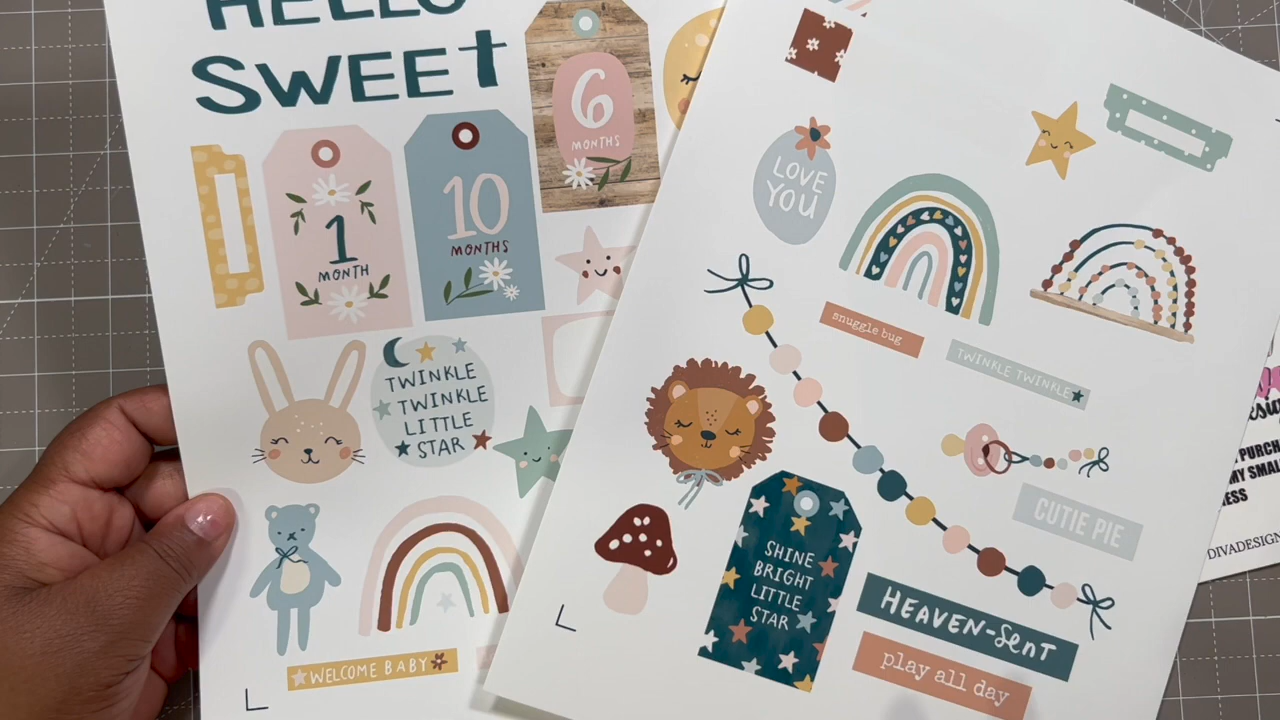 HELLO
SWEEt
6
MONTHS
1
MONTH
10
MONTHS
TWINKLE
TWINKLE
LITTLE
STAR
WELCOME BABY
LOVE
YOU
snuggle bug
TWINKLE TWINKLE
CUTIE PIE
SHINE
BRIGHT
LITTLE
STAR
HEAVEN-SENT
play all day
PURCH
MY SMAL
ESS
DIVADESIGN